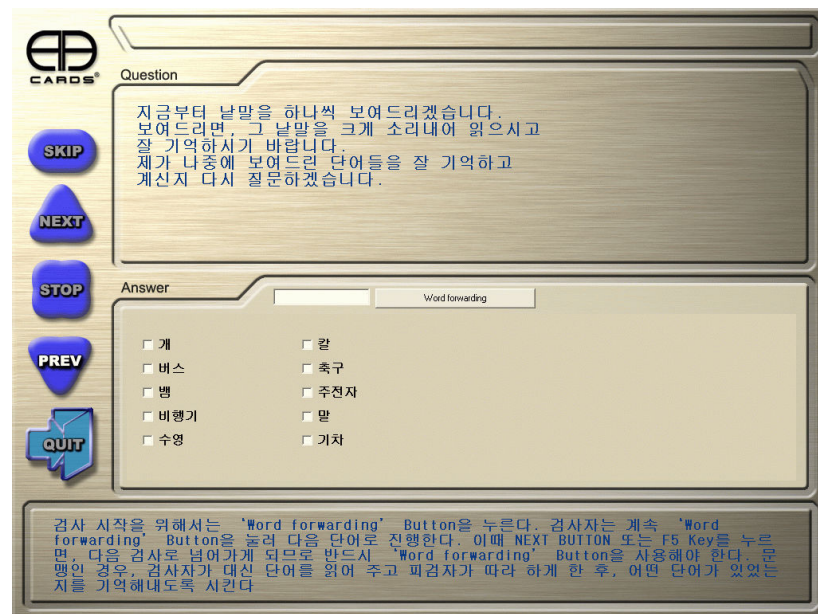 CARDS®
Question
지금부터 낱말을 하나씩 보여드리겠습니다.
보여드리면, 그 낱말을 크게 소리내어 읽으시고
잘 기억하시기 바랍니다.
제가 나중에 보여드린 단어들을 잘 기억하고
계신지 다시 질문하겠습니다.
SKIP
NEXT
STOP
PREV
QUIT
Answer
Word forwarding
개 칼
버스 축구
뱀 주전자
비행기 말
수영 기차
검사 시작을 위해서는 ‘Word forwarding’ Button을 누른다. 검사자는 계속 ‘Word
forwarding’ Button을 눌러 다음 단어로 진행한다. 이때 NEXT BUTTON 또는 F5 Key를 누르
면, 다음 검사로 넘어가게 되므로 반드시 ‘Word forwarding’ Button을 사용해야 한다. 문
맹인 경우, 검사자가 대신 단어를 읽어 주고 피검자가 따라 하게 한 후, 어떤 단어가 있었는
지를 기억해내도록 시킨다